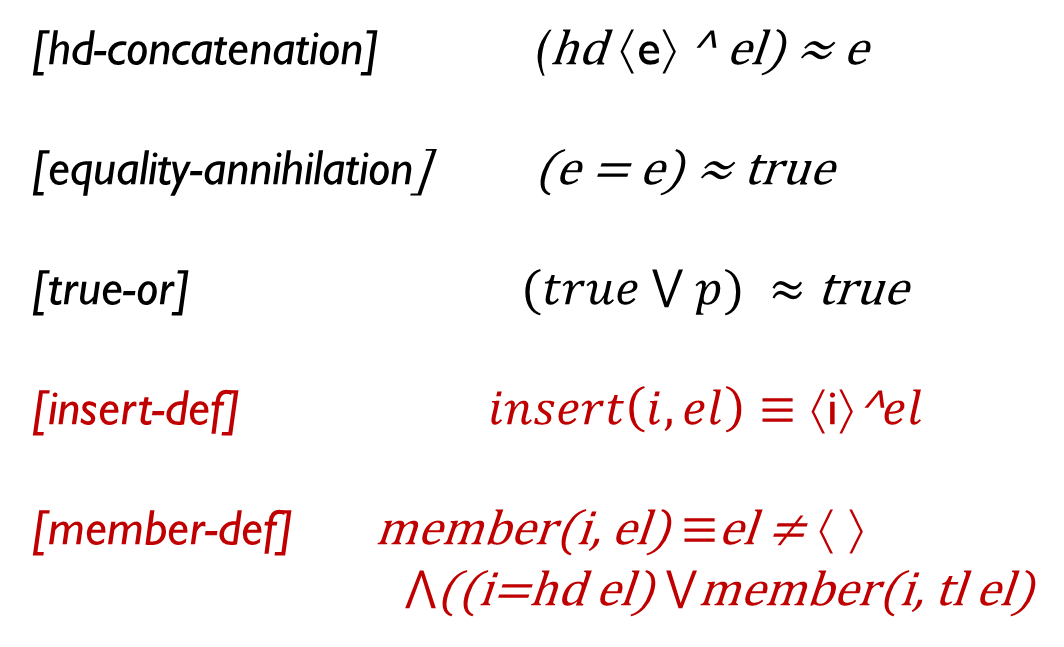 [hd-concatenation] (hd ⟨e⟩ ^ el) ≈ e
[equality-annihilation] (e = e) ≈ true
[true-or] (true ⋁ p) ≈ true
[insert-def] insert(i, el) ≡ ⟨i⟩^el
[member-def] member(i, el) ≡el ≠ ⟨ ⟩
⋀((i=hd el) ⋁ member(i, tl el)